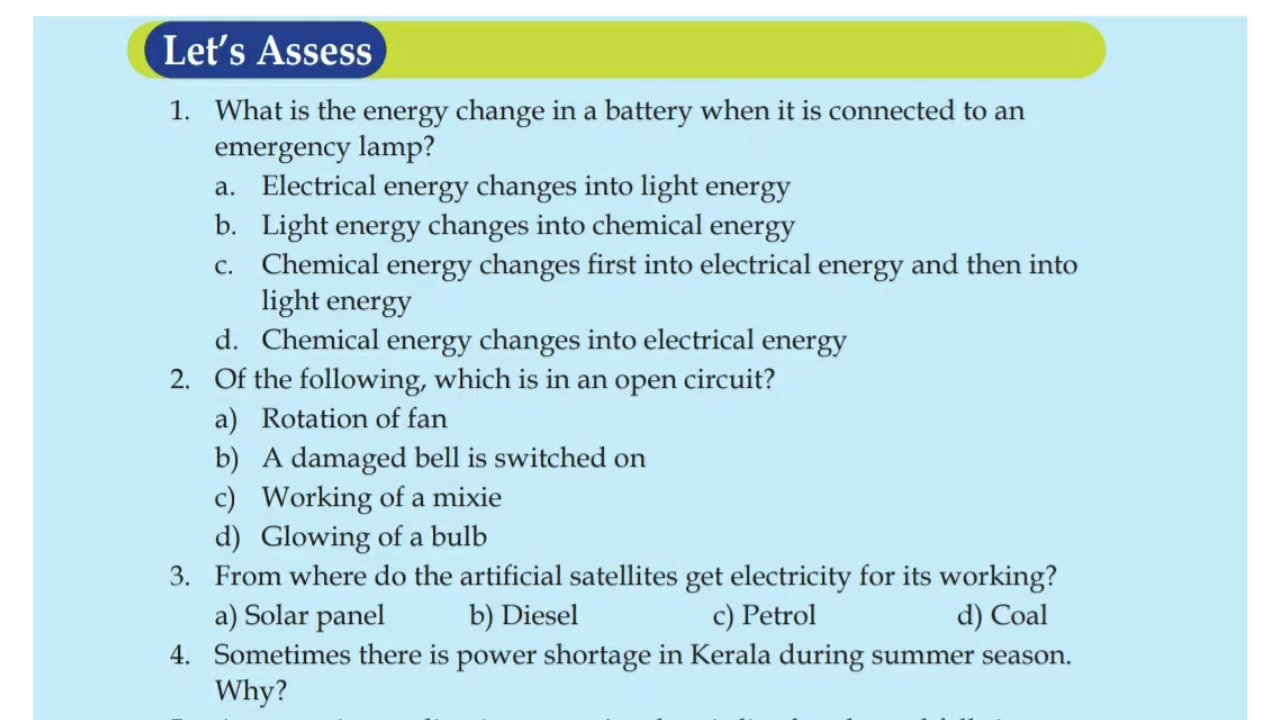 Let's Assess
1. What is the energy change in a battery when it is connected to an
emergency lamp?
a. Electrical energy changes into light energy
b. Light energy changes into chemical energy
c. Chemical energy changes first into electrical energy and then into
light energy
d. Chemical energy changes into electrical energy
2. Of the following, which is in an open circuit?
a) Rotation of fan
b) A damaged bell is switched on
c) Working of a mixie
d) Glowing of a bulb
3. From where do the artificial satellites get electricity for its working?
a) Solar panel b) Diesel c) Petrol d) Coal
4. Sometimes there is power shortage in Kerala during summer season.
Why?